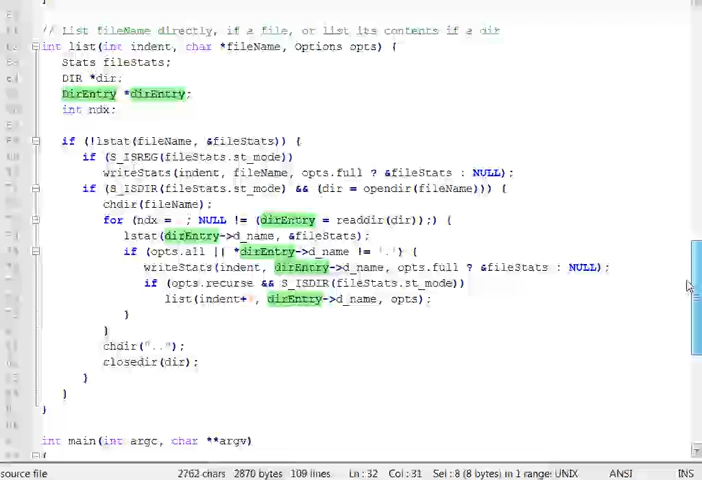 // List fileName directly, if a file, or list its contents if a dir
int list(int indent, char *fileName, Options opts) {
Stats fileStats;
DIR *dir;
DirEntry *dirEntry;
int ndx;
if (!lstat(fileName, &fileStats)) {
if (S_ISREG(fileStats.st_mode))
writeStats(indent, fileName, opts.full ? &fileStats : NULL);
if (S_ISDIR(fileStats.st_mode) && (dir = opendir(fileName))) {
chdir(fileName);
for (ndx = ; NULL != (dirEntry = readdir(dir));) {
lstat(dirEntry->d_name, &fileStats);
if (opts.all || *dirEntry->d_name != '.') {
writeStats(indent, dirEntry->d_name, opts.full ? &fileStats : NULL);
if (opts.recurse && S_ISDIR(fileStats.st_mode))
list(indent+ , dirEntry->d_name, opts);
}
}
chdir("..");
closedir(dir);
}
}
}
int main(int argc, char **argv)
{
source file 2762 chars 2870 bytes 109 lines Ln : 32 Col : 31 Sel : 8 (8 bytes) in 1 range UNIX ANSI INS